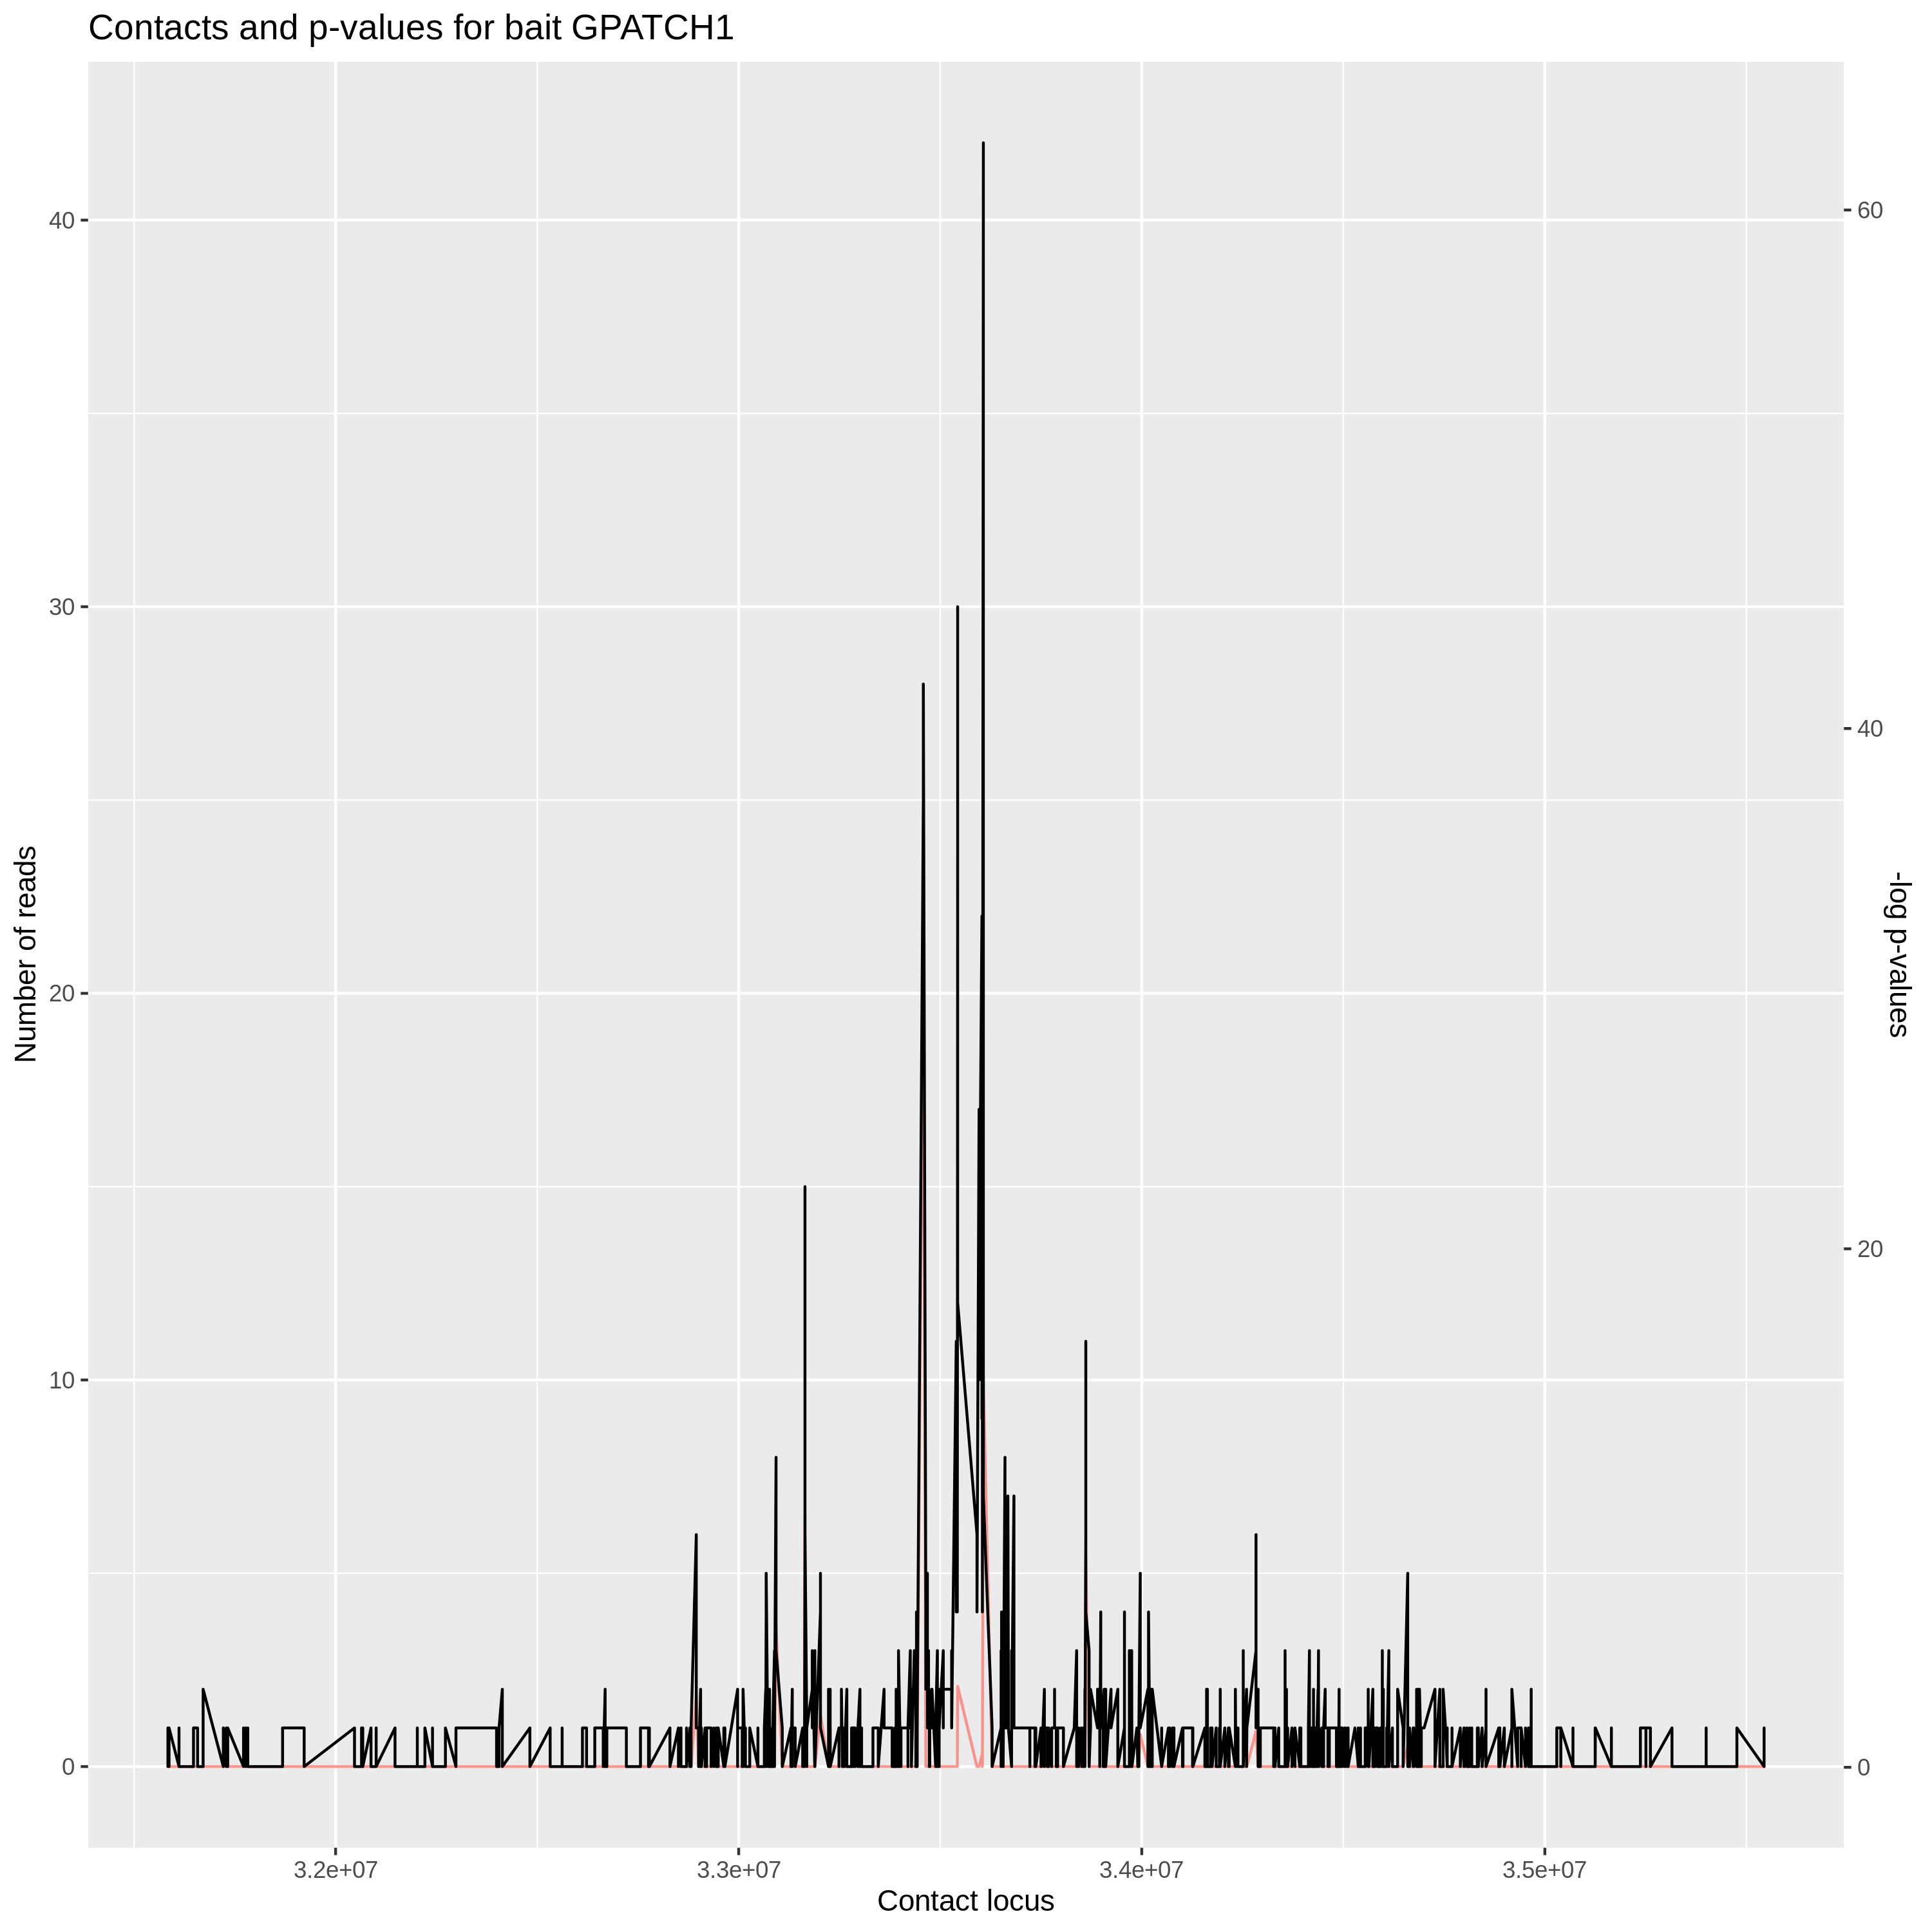 Contacts and p-values for bait GPATCH1
40
30
20
10
0
60
40
20
0
Number of reads
-log p-values
3.2e+07 3.3e+07 3.4e+07 3.5e+07
Contact locus